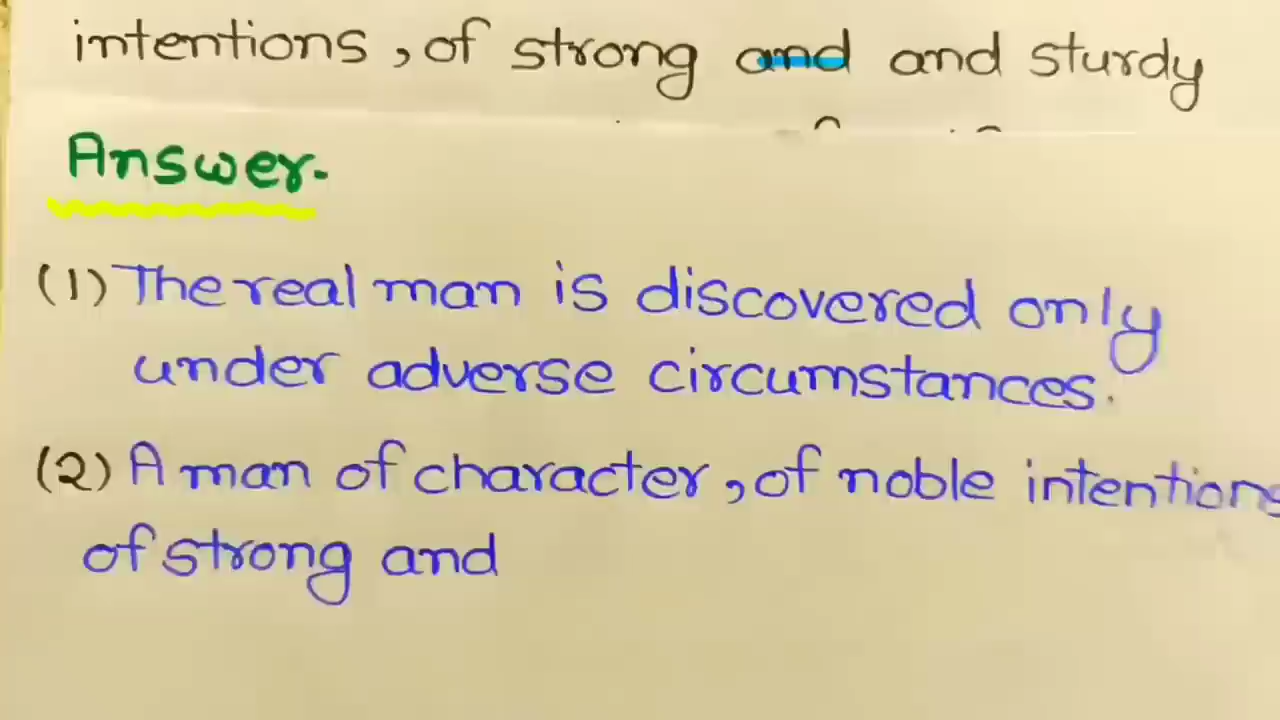 intentions, of strong and and sturdy
Answer.
(1) The real man is discovered only
under adverse circumstances.
(2) A man of character, of noble intentions
of strong and